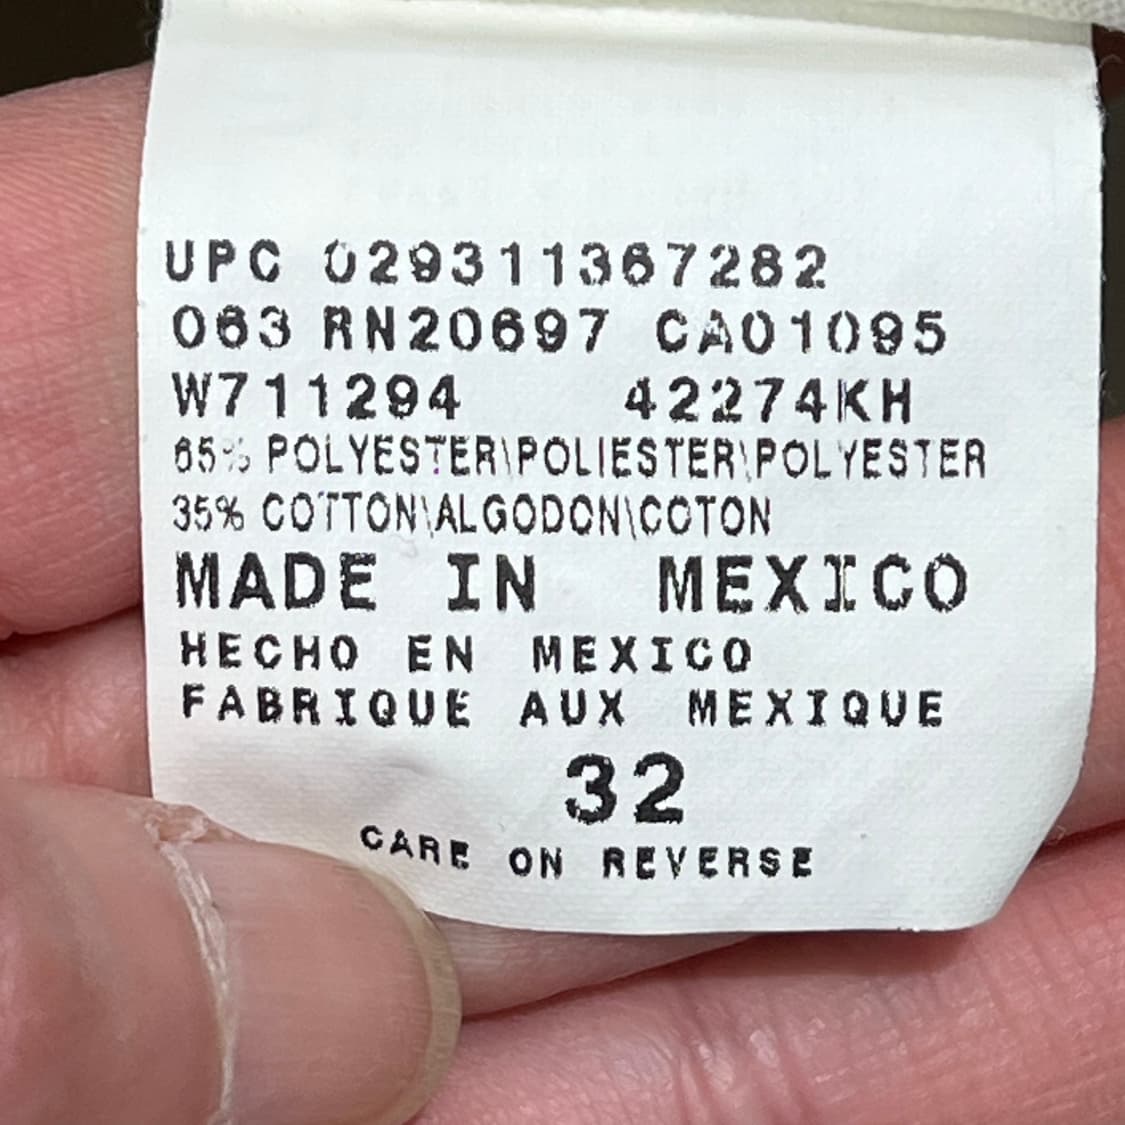 UPC 029311367282
063 RN20697 CA01095
W711294 42274KH
65% POLYESTER\POLIESTER\POLYESTER
35% COTTON\ALGODON\COTON
MADE IN MEXICO
HECHO EN MEXICO
FABRIQUE AUX MEXIQUE
32
CARE ON REVERSE